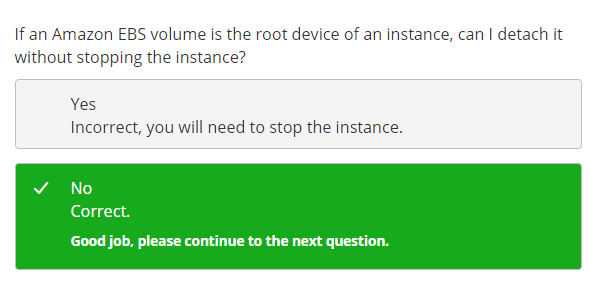 If an Amazon EBS volume is the root device of an instance, can I detach it
without stopping the instance?
Yes
Incorrect, you will need to stop the instance.
No
Correct.
Good job, please continue to the next question.